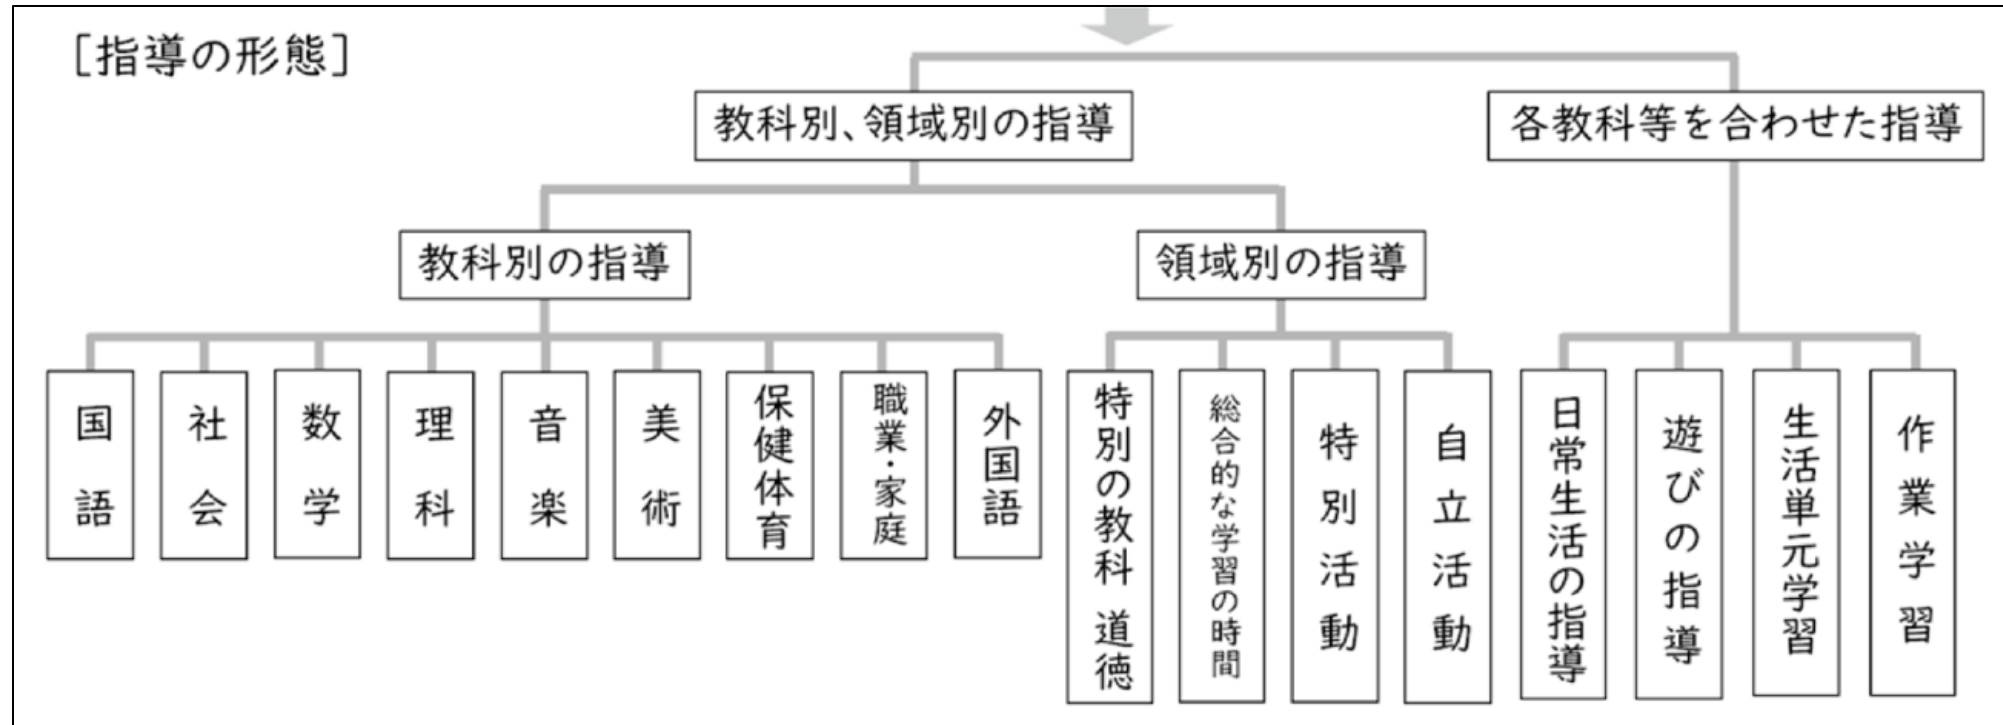 [指導の形態]
教科別、領域別の指導
各教科等を合わせた指導
教科別の指導
領域別の指導
国語
社会
数学
理科
音楽
美術
保健体育
職業・家庭
外国語
特別の教科 道徳
総合的な学習の時間
特別活動
自立活動
日常生活の指導
遊びの指導
生活単元学習
作業学習